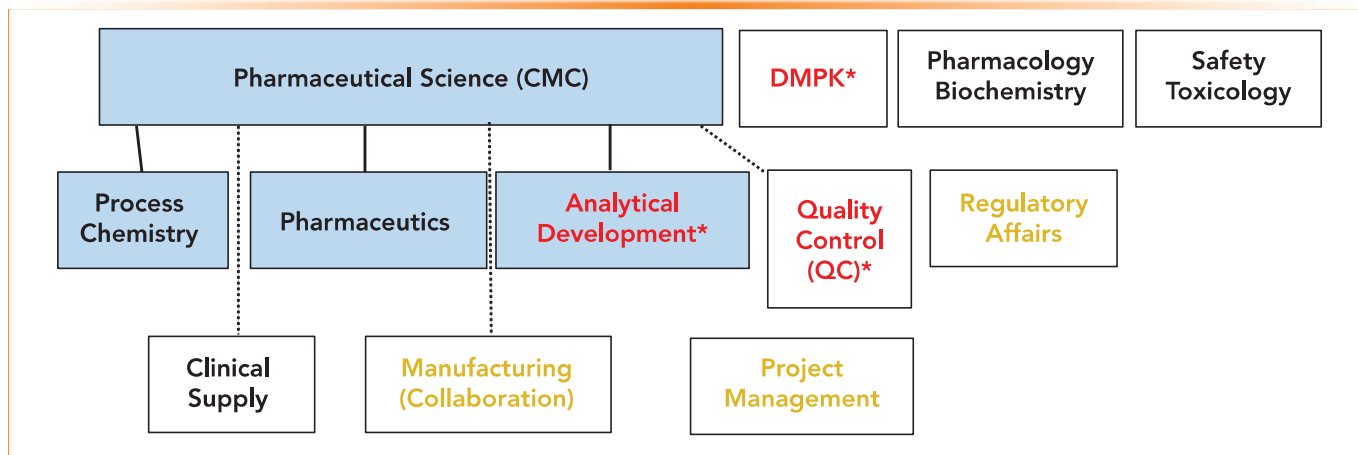 Pharmaceutical Science (CMC)
DMPK*
Pharmacology
Biochemistry
Safety
Toxicology
Process
Chemistry
Pharmaceutics
Analytical
Development*
Quality
Control
(QC)*
Regulatory
Affairs
Clinical
Supply
Manufacturing
(Collaboration)
Project
Management